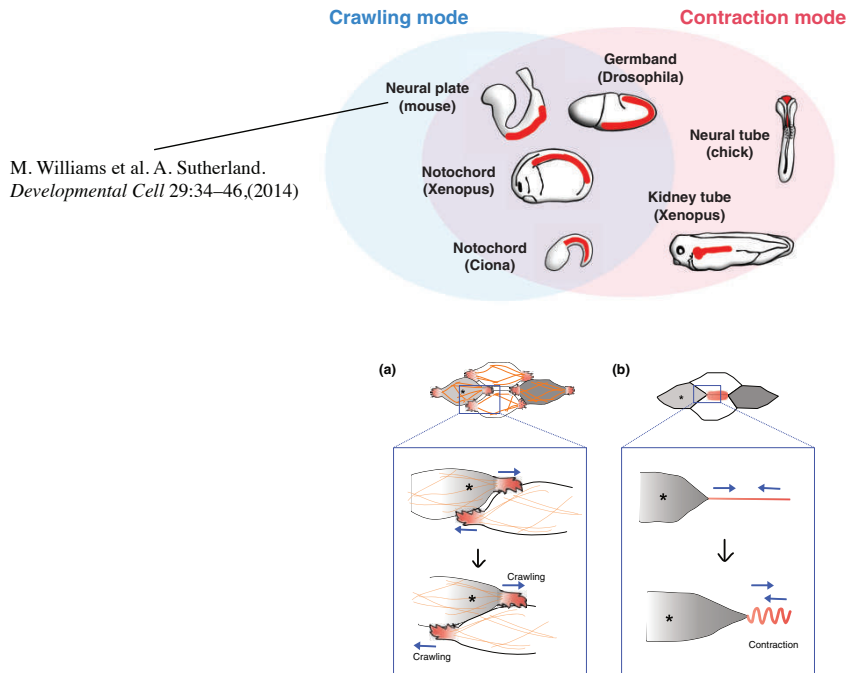 Crawling mode
Contraction mode
Germband
(Drosophila)
Neural plate
(mouse)
Neural tube
(chick)
M. Williams et al. A. Sutherland.
Developmental Cell 29:34–46,(2014)
Notochord
(Xenopus)
Kidney tube
(Xenopus)
Notochord
(Ciona)
(a)
(b)
*
*
*
*
Crawling
*
*
Crawling
Contraction